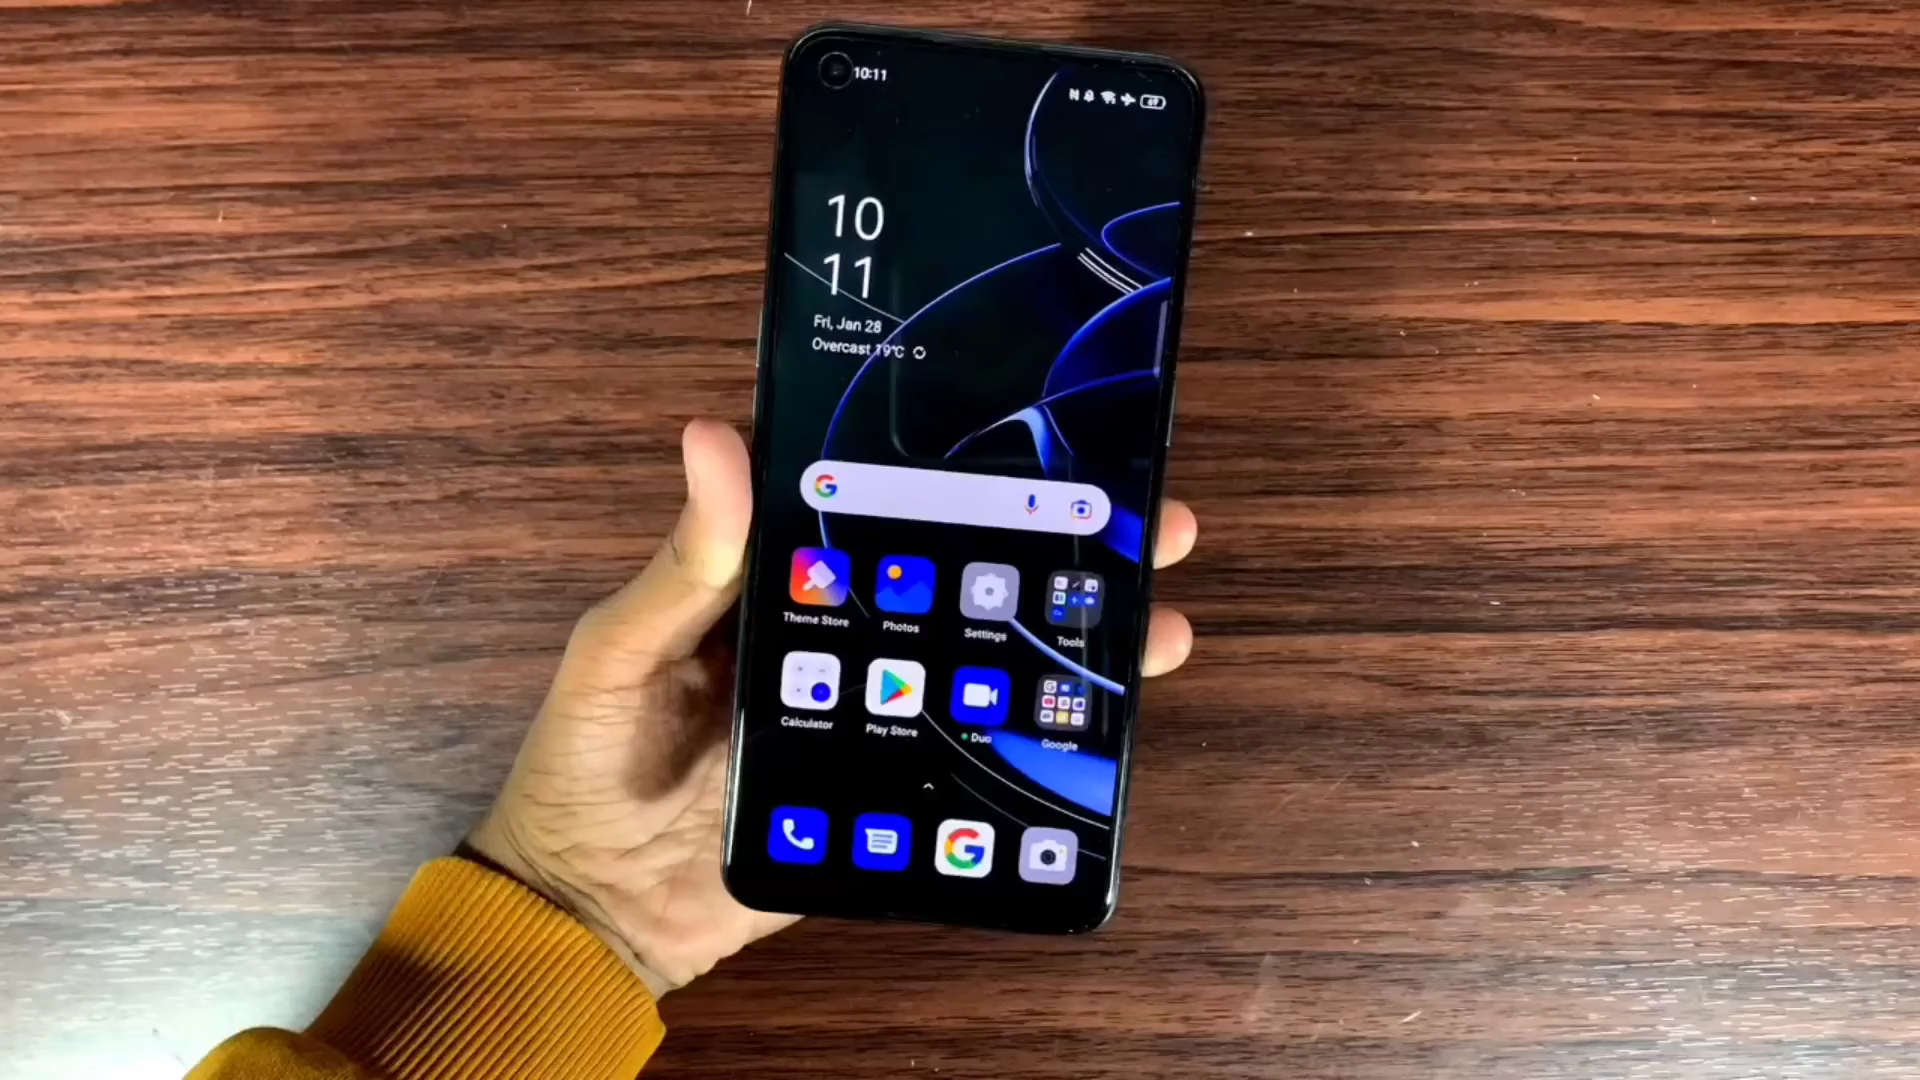 10:11
69
10
11
Fri, Jan 28
Overcast 19°C
Theme Store
Photos
Settings
Tools
Calculator
Play Store
Duo
Google